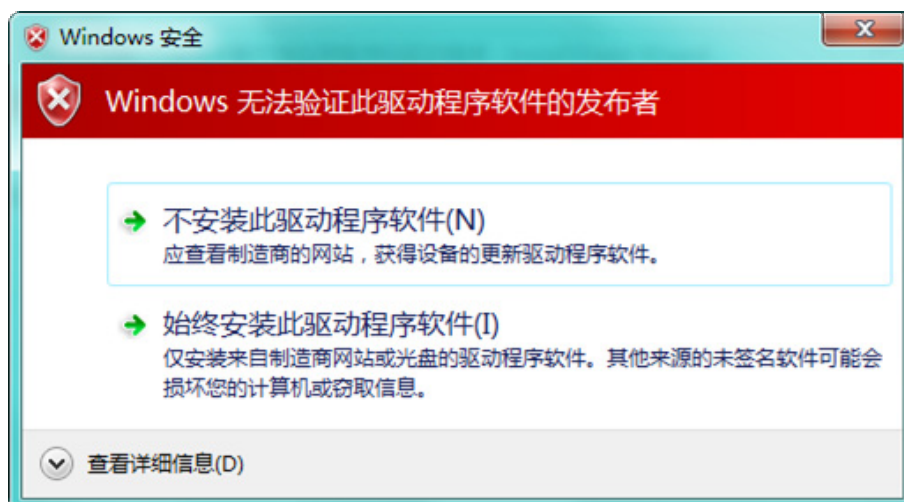 Windows 安全
Windows 无法验证此驱动程序软件的发布者
不安装此驱动程序软件(N)
应查看制造商的网站，获得设备的更新驱动程序软件。
始终安装此驱动程序软件(I)
仅安装来自制造商网站或光盘的驱动程序软件。其他来源的未签名软件可能会
损坏您的计算机或窃取信息。
查看详细信息(D)